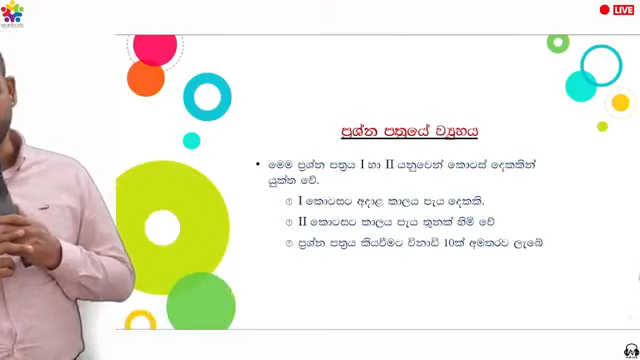 LIVE
ප්‍රශ්න පත්‍රයේ ව්‍යුහය
• මෙම ප්‍රශ්න පත්‍රය I හා II යනුවෙන් කොටස් දෙකකින්
යුක්ත වේ.
I කොටසට අදාළ කාලය පැය දෙකකි.
II කොටසට කාලය පැය තුනක් හිමි වේ
ප්‍රශ්න පත්‍රය කියවීමට විනාඩි 10ක් අමතරව ලැබේ